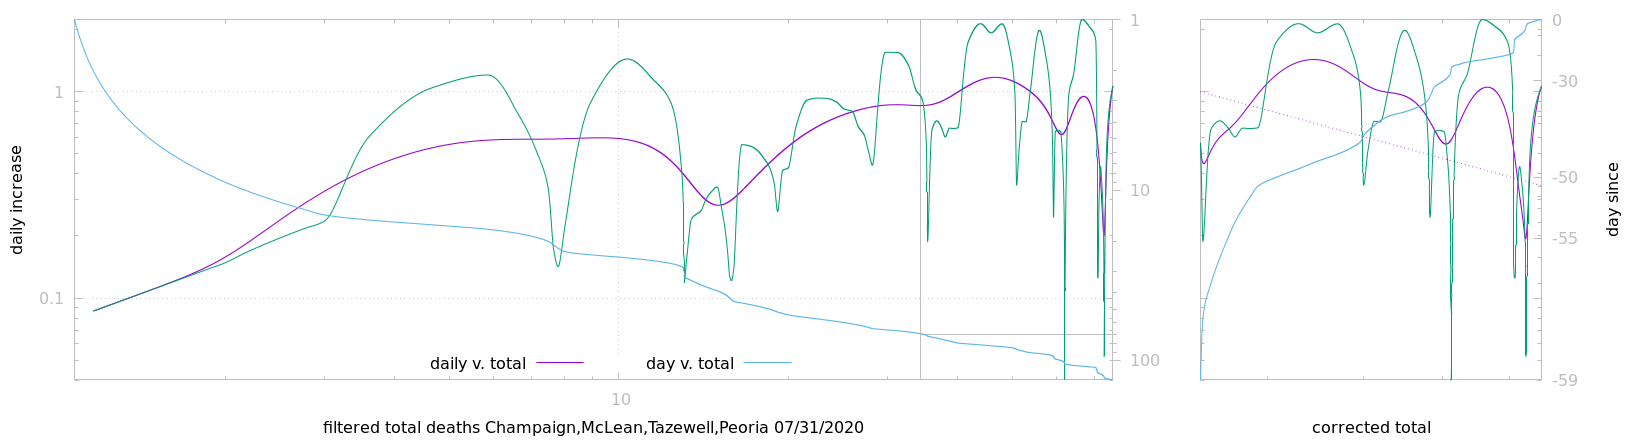 1
0.1
daily increase
daily v. total
day v. total
10
filtered total deaths Champaign,McLean,Tazewell,Peoria 07/31/2020
1
10
100
0
-30
-50
-55
-59
day since
corrected total